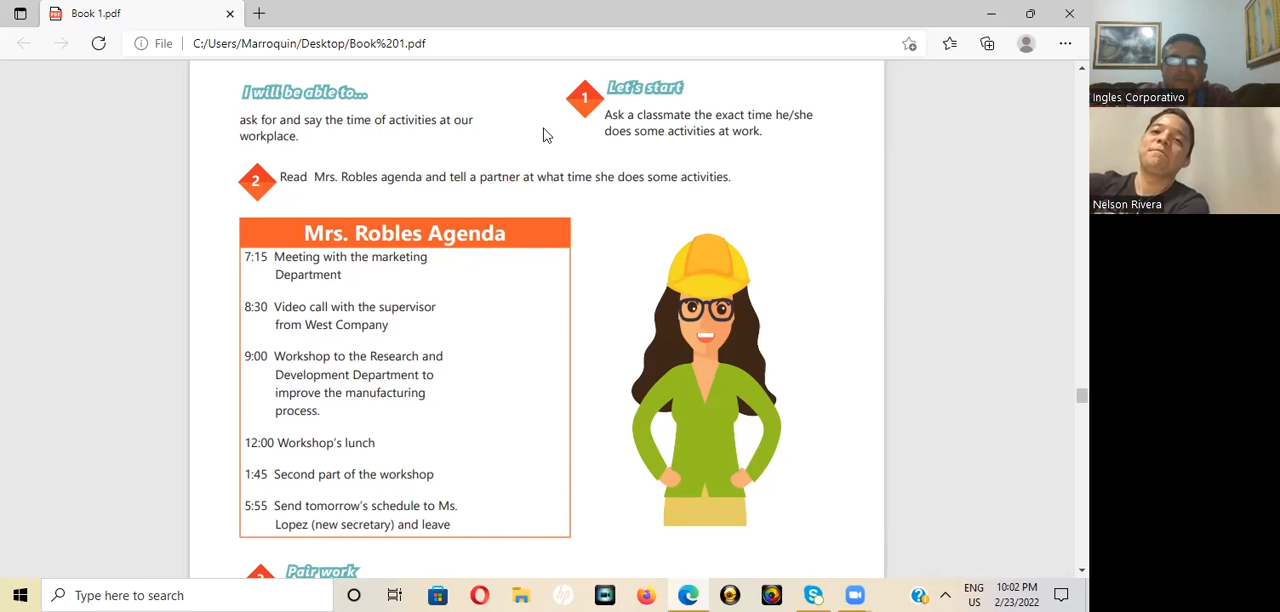 Book 1.pdf
File
C:/Users/Marroquin/Desktop/Book%201.pdf
I will be able to...
ask for and say the time of activities at our
workplace.
1
Let's start
Ask a classmate the exact time he/she
does some activities at work.
2
Read Mrs. Robles agenda and tell a partner at what time she does some activities.
Mrs. Robles Agenda
7:15 Meeting with the marketing
Department
8:30 Video call with the supervisor
from West Company
9:00 Workshop to the Research and
Development Department to
improve the manufacturing
process.
12:00 Workshop's lunch
1:45 Second part of the workshop
5:55 Send tomorrow's schedule to Ms.
Lopez (new secretary) and leave
3
Pair work
Ingles Corporativo
Nelson Rivera
Type here to search
ENG
US
10:02 PM
2/23/2022